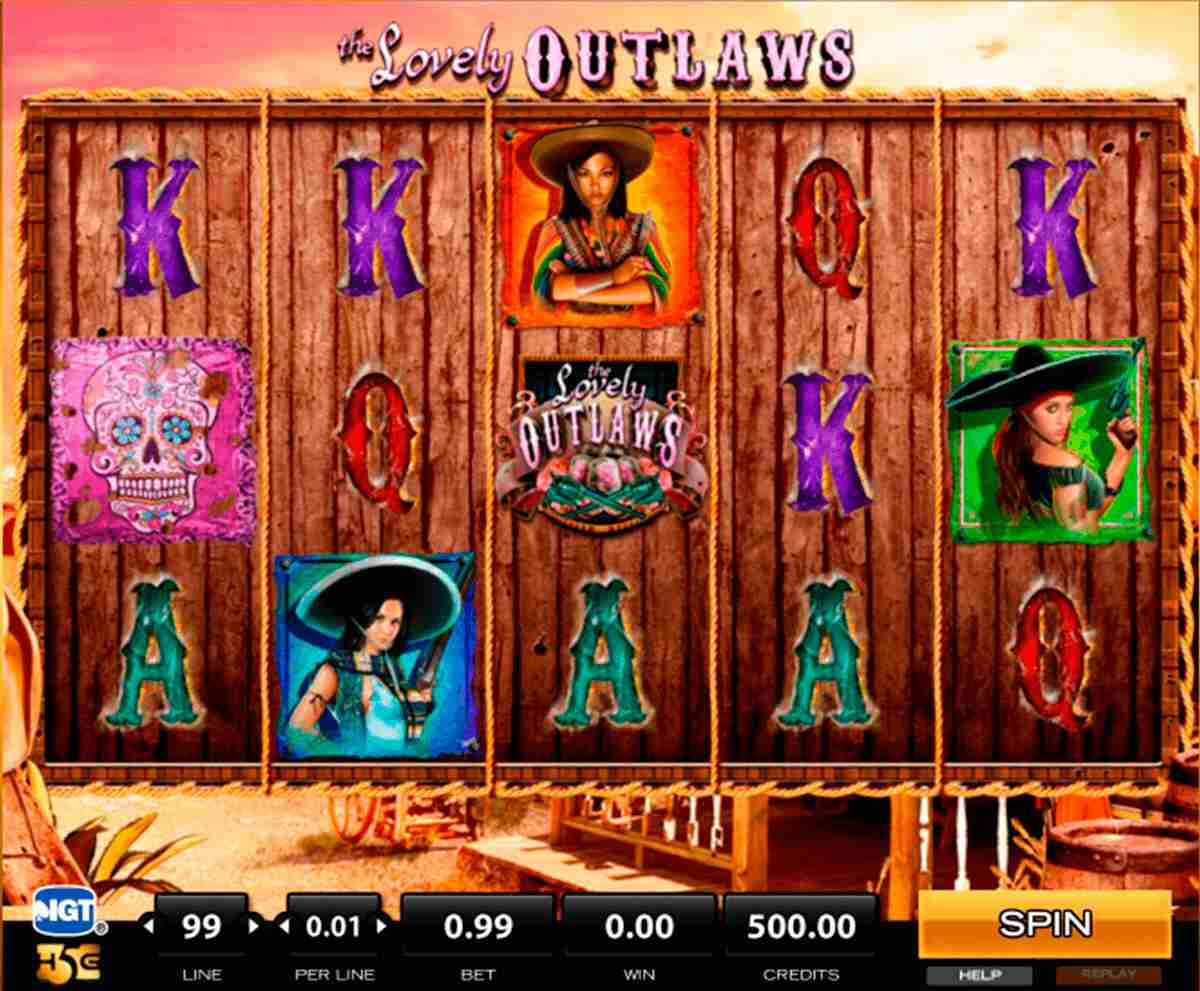 the Lovely OUTLAWS
K K Q K
the
Lovely
OUTLAWS
Q K
A A A Q
IGT®
H5G
99 0.01 0.99 0.00 500.00 SPIN
LINE PER LINE BET WIN CREDITS HELP REPLAY